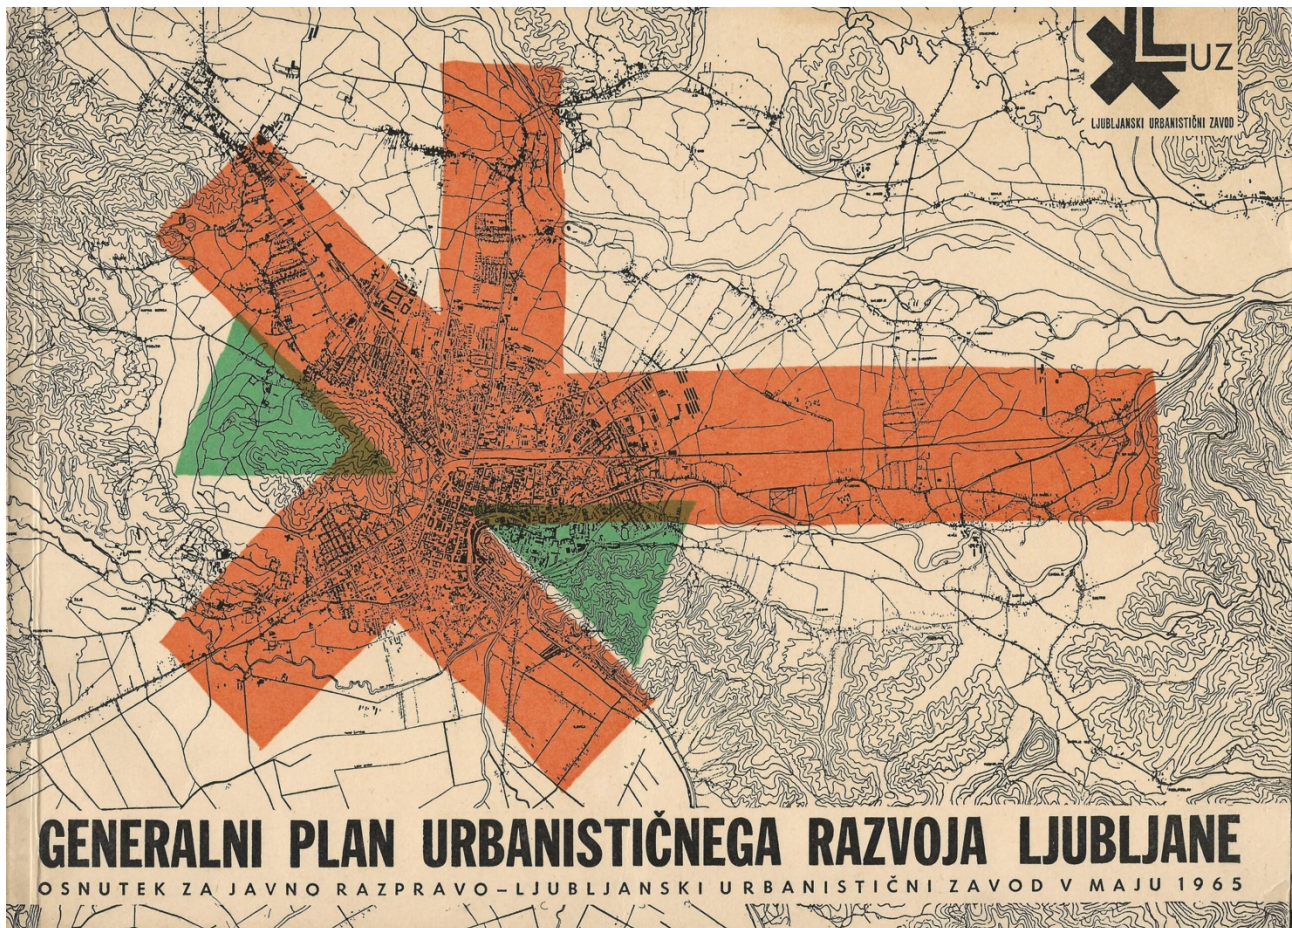 LUZ
LJUBLJANSKI URBANISTIČNI ZAVOD
GENERALNI PLAN URBANISTIČNEGA RAZVOJA LJUBLJANE
OSNUTEK ZA JAVNO RAZPRAVO–LJUBLJANSKI URBANISTIČNI ZAVOD V MAJU 1965